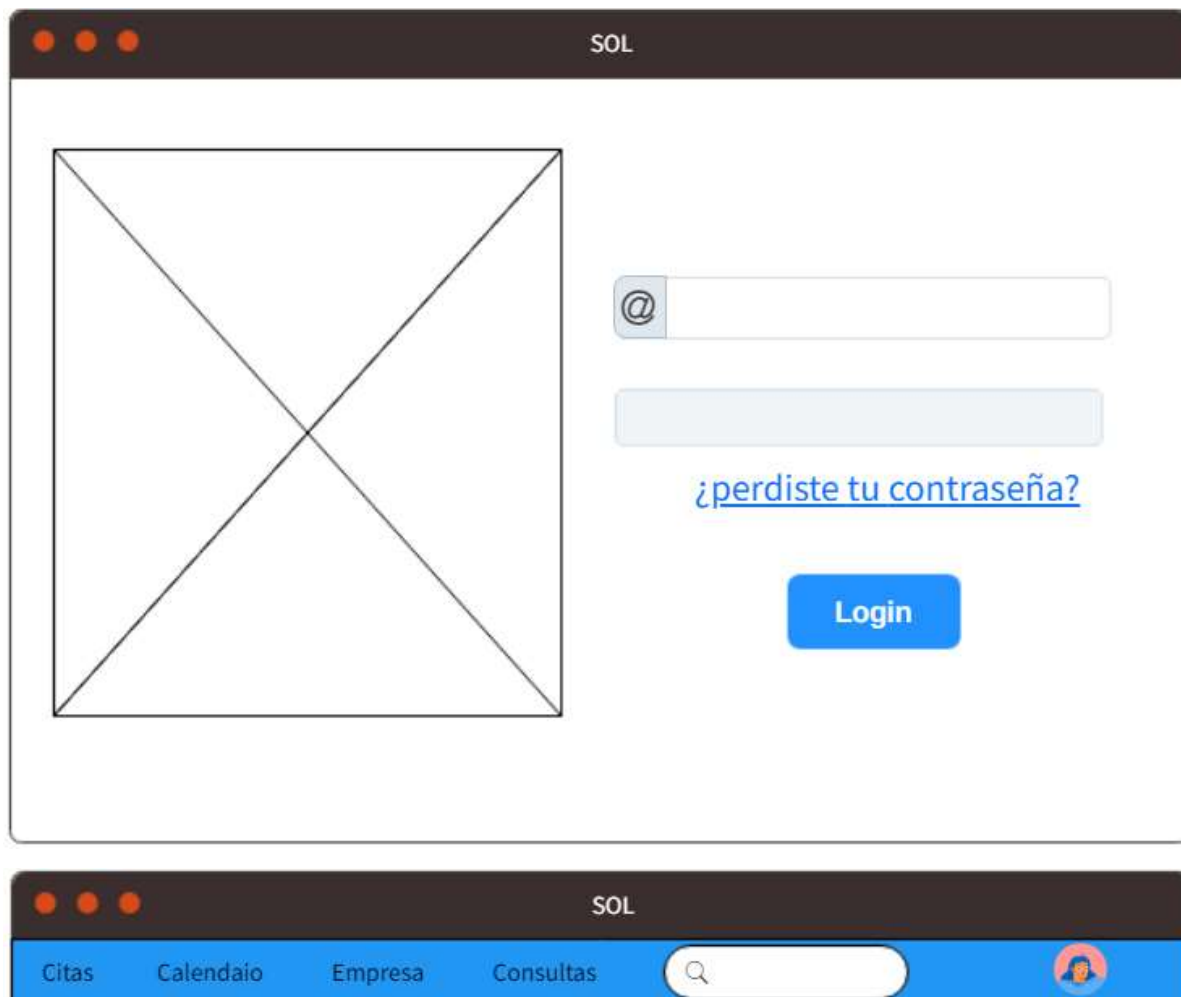 SOL
@
¿perdiste tu contraseña?
Login
SOL
Citas Calendaio Empresa Consultas